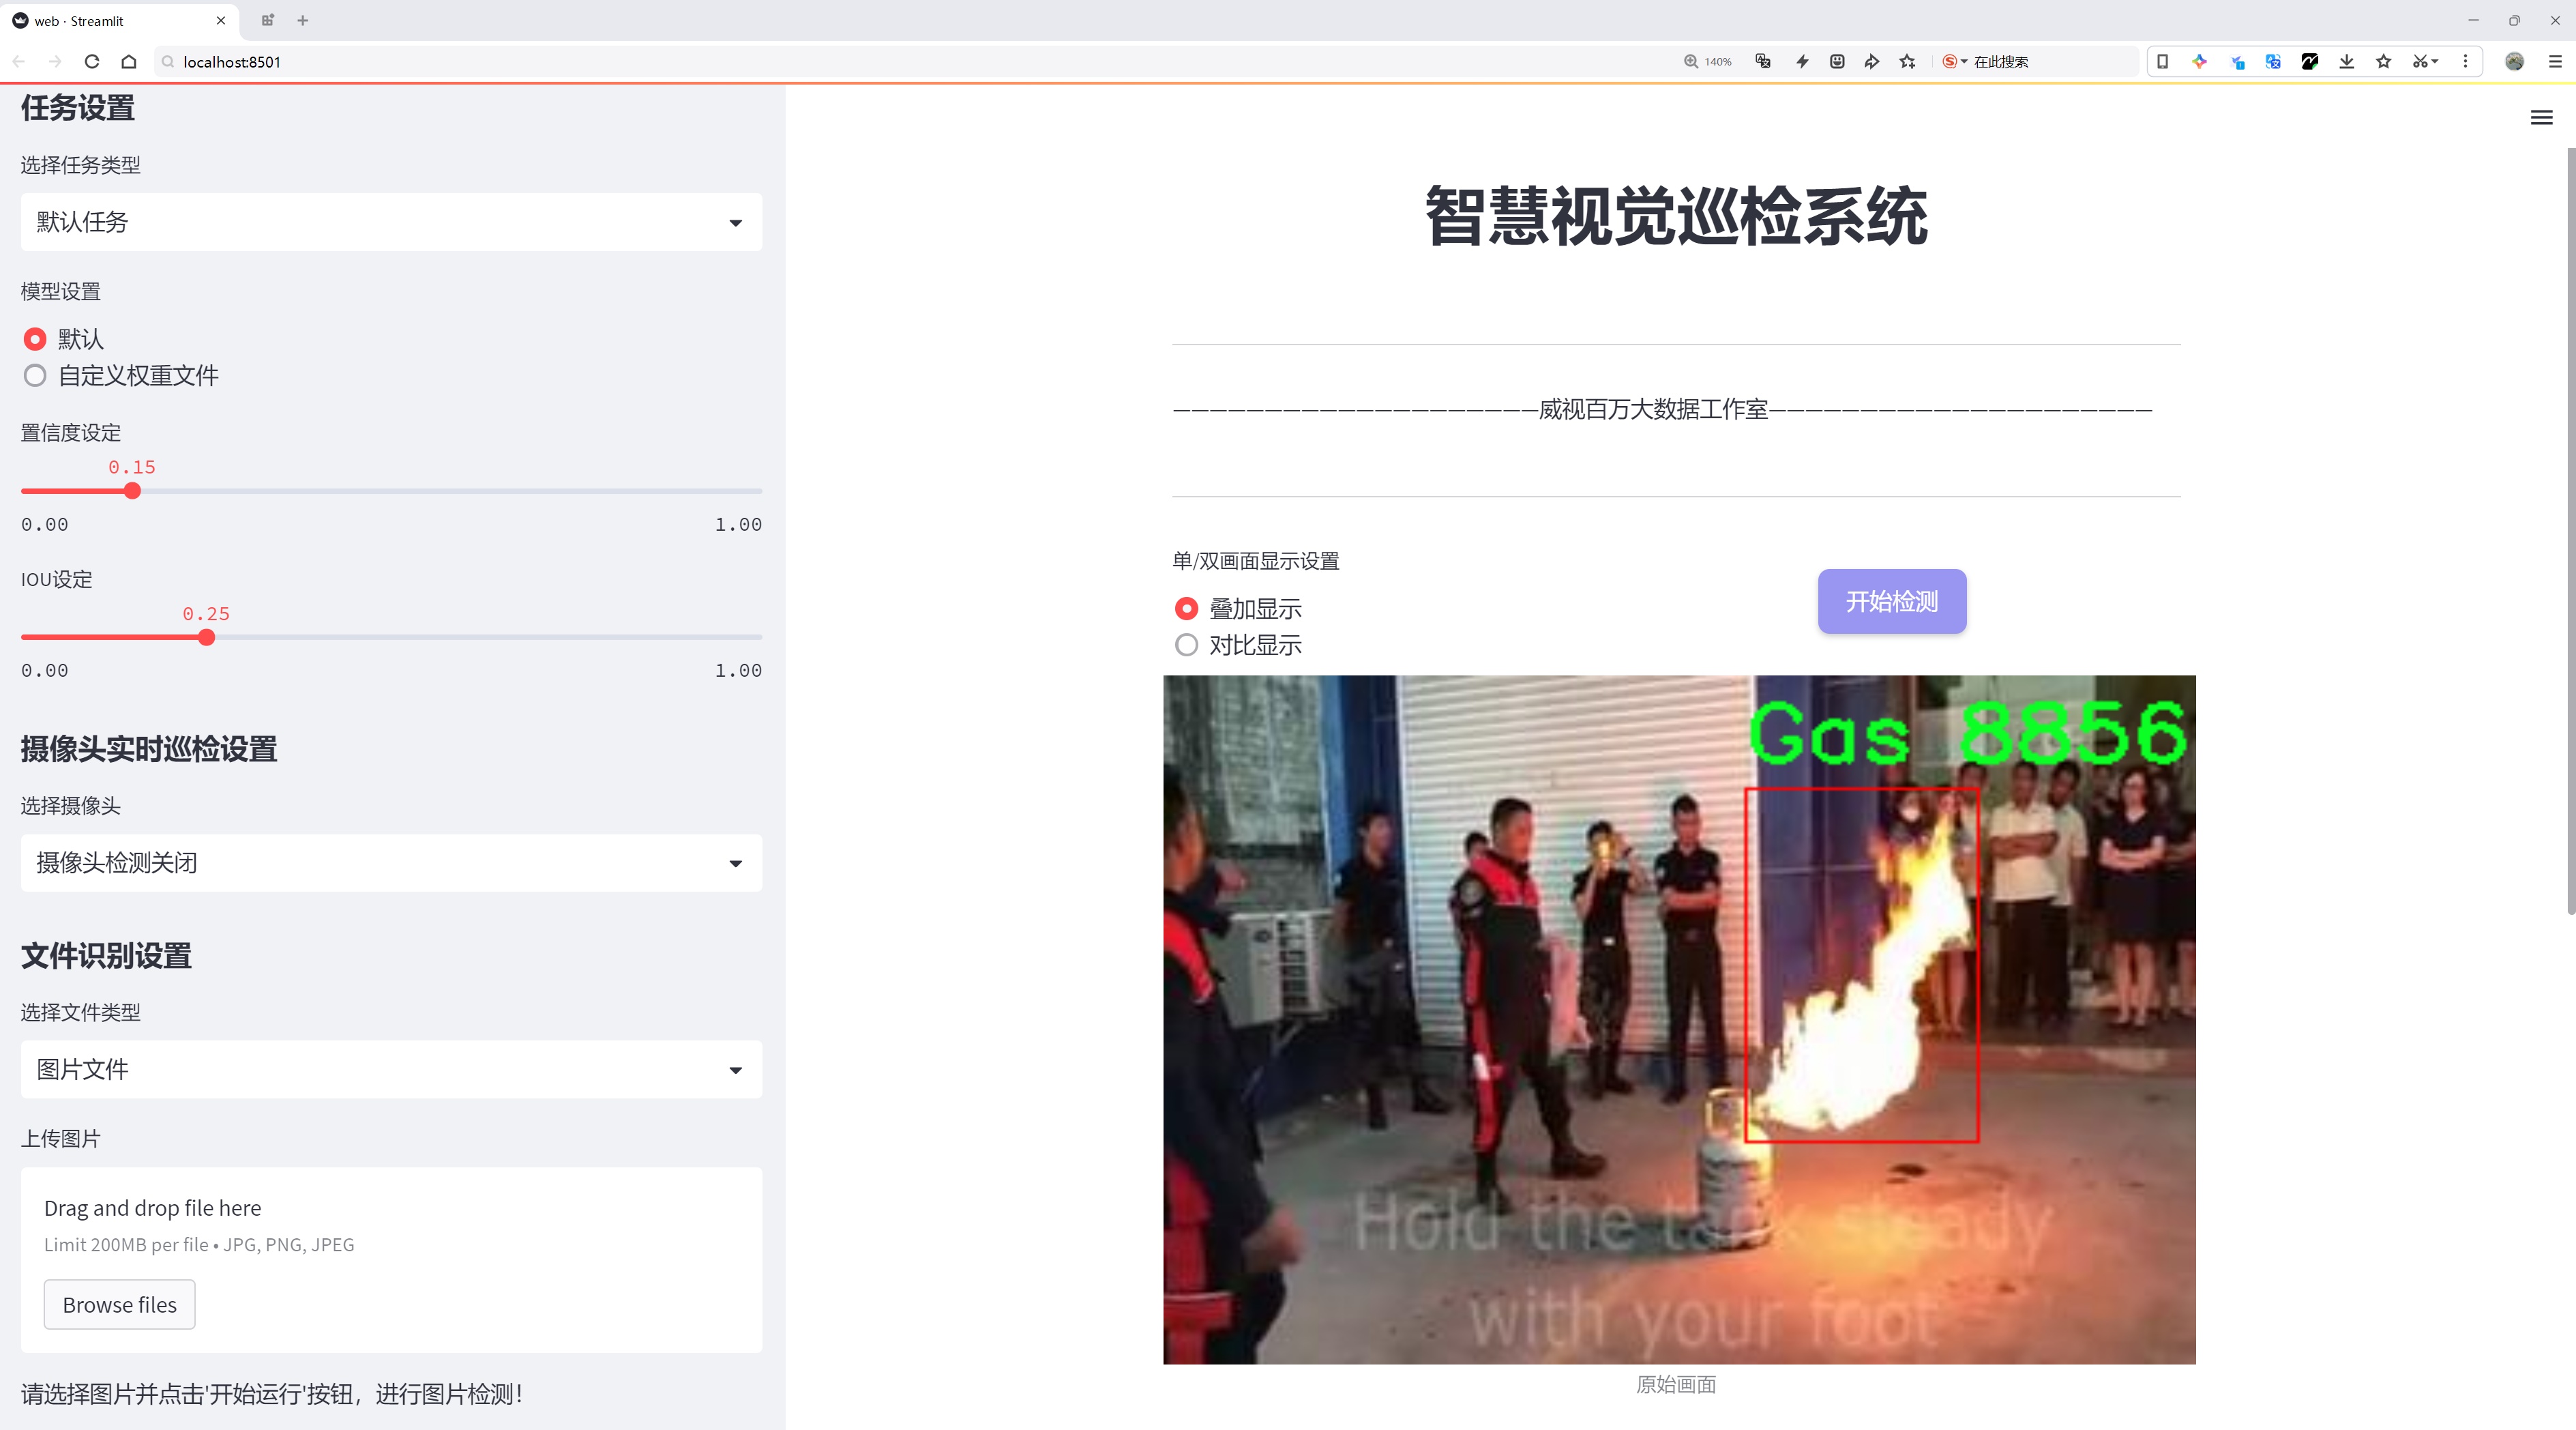 web · Streamlit
localhost:8501
140%
在此搜索
任务设置
选择任务类型
默认任务
模型设置
默认
自定义权重文件
置信度设定
0.15
0.00
1.00
IOU设定
0.25
0.00
1.00
摄像头实时巡检设置
选择摄像头
摄像头检测关闭
文件识别设置
选择文件类型
图片文件
上传图片
Drag and drop file here
Limit 200MB per file • JPG, PNG, JPEG
Browse files
请选择图片并点击'开始运行'按钮，进行图片检测！
智慧视觉巡检系统
————————————————————威视百万大数据工作室—————————————————————
单/双画面显示设置
叠加显示
对比显示
开始检测
Gas 8856
Hold the tank steady
with your foot
原始画面